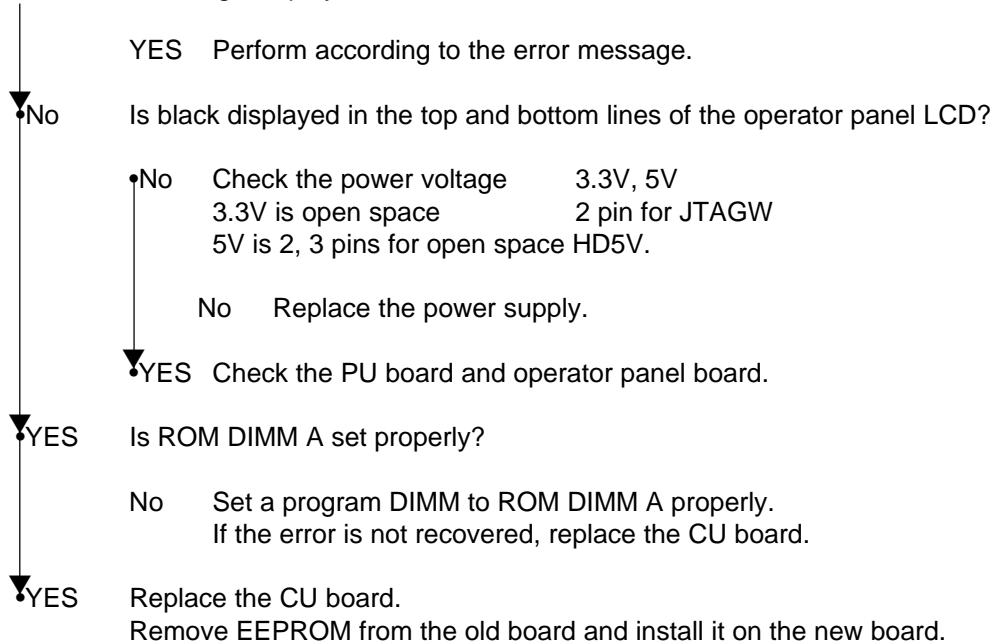 YES Perform according to the error message.
No Is black displayed in the top and bottom lines of the operator panel LCD?
•No Check the power voltage 3.3V, 5V
3.3V is open space 2 pin for JTAGW
5V is 2, 3 pins for open space HD5V.
No Replace the power supply.
YES Check the PU board and operator panel board.
YES Is ROM DIMM A set properly?
No Set a program DIMM to ROM DIMM A properly.
If the error is not recovered, replace the CU board.
YES Replace the CU board.
Remove EEPROM from the old board and install it on the new board.